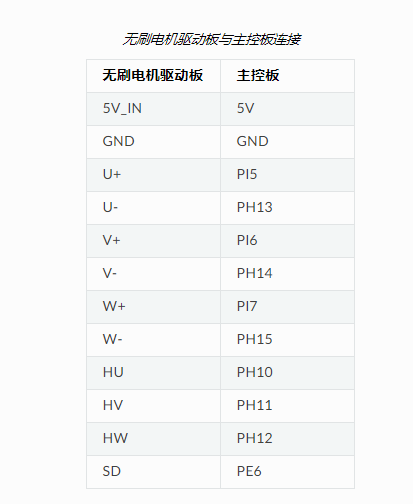 无刷电机驱动板与主控板连接
无刷电机驱动板 主控板
5V_IN 5V
GND GND
U+ PI5
U- PH13
V+ PI6
V- PH14
W+ PI7
W- PH15
HU PH10
HV PH11
HW PH12
SD PE6